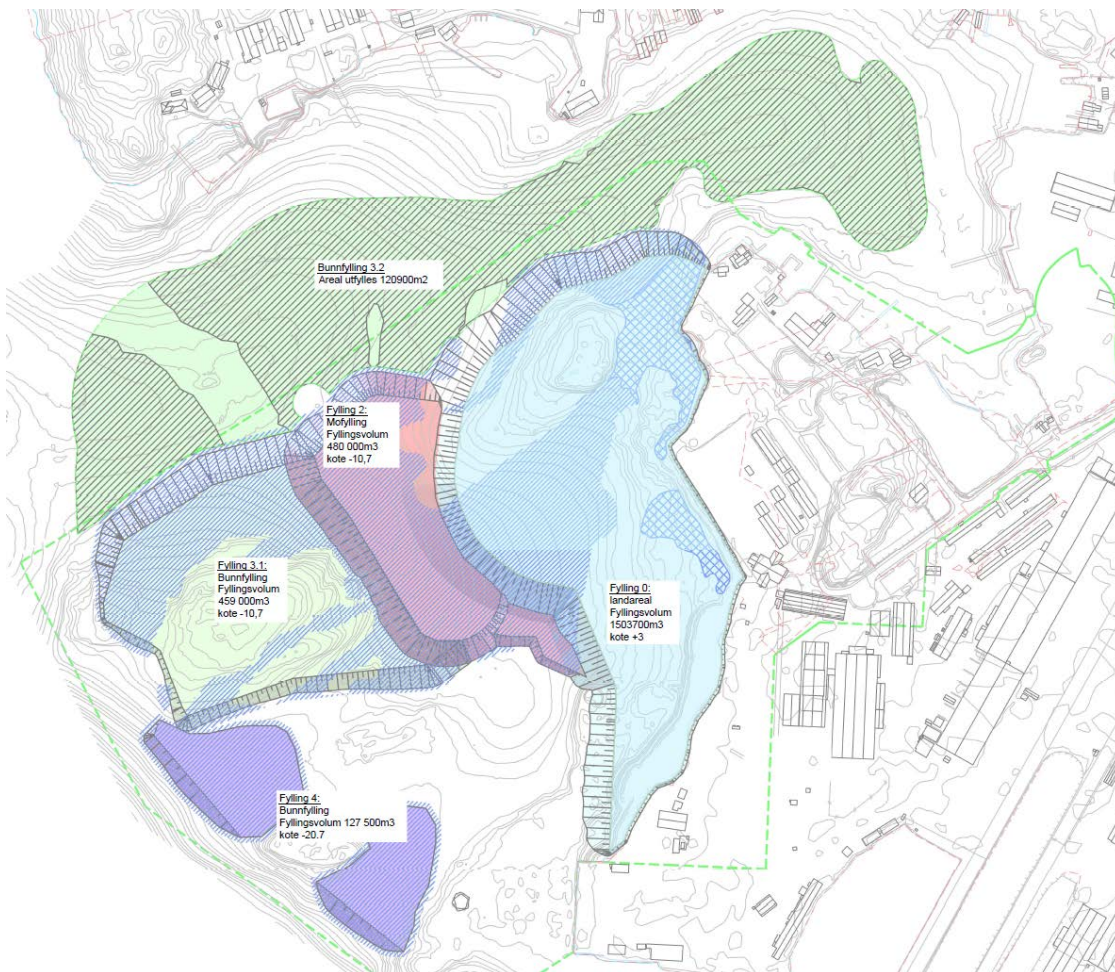 Bunnfylling 3.2
Areal utfylles 120900m2
Fylling 2:
Mofylling
Fyllingsvolum
480 000m3
kote -10,7
Fylling 3.1:
Bunnfylling
Fyllingsvolum
459 000m3
kote -10,7
Fylling 0:
landareal
Fyllingsvolum
1503700m3
kote +3
Fylling 4:
Bunnfylling
Fyllingsvolum 127 500m3
kote -20.7